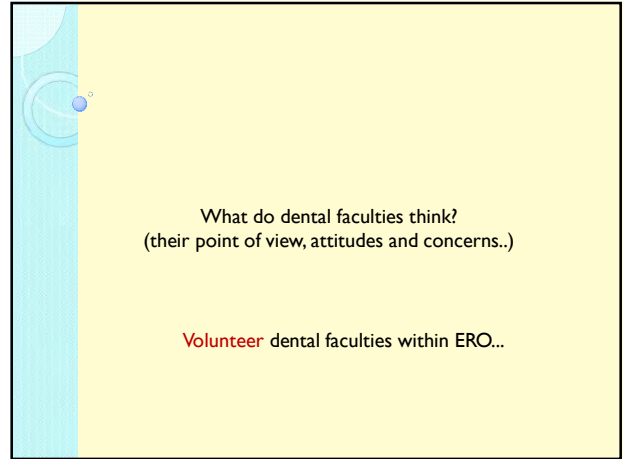 What do dental faculties think?
(their point of view, attitudes and concerns..)
Volunteer dental faculties within ERO...